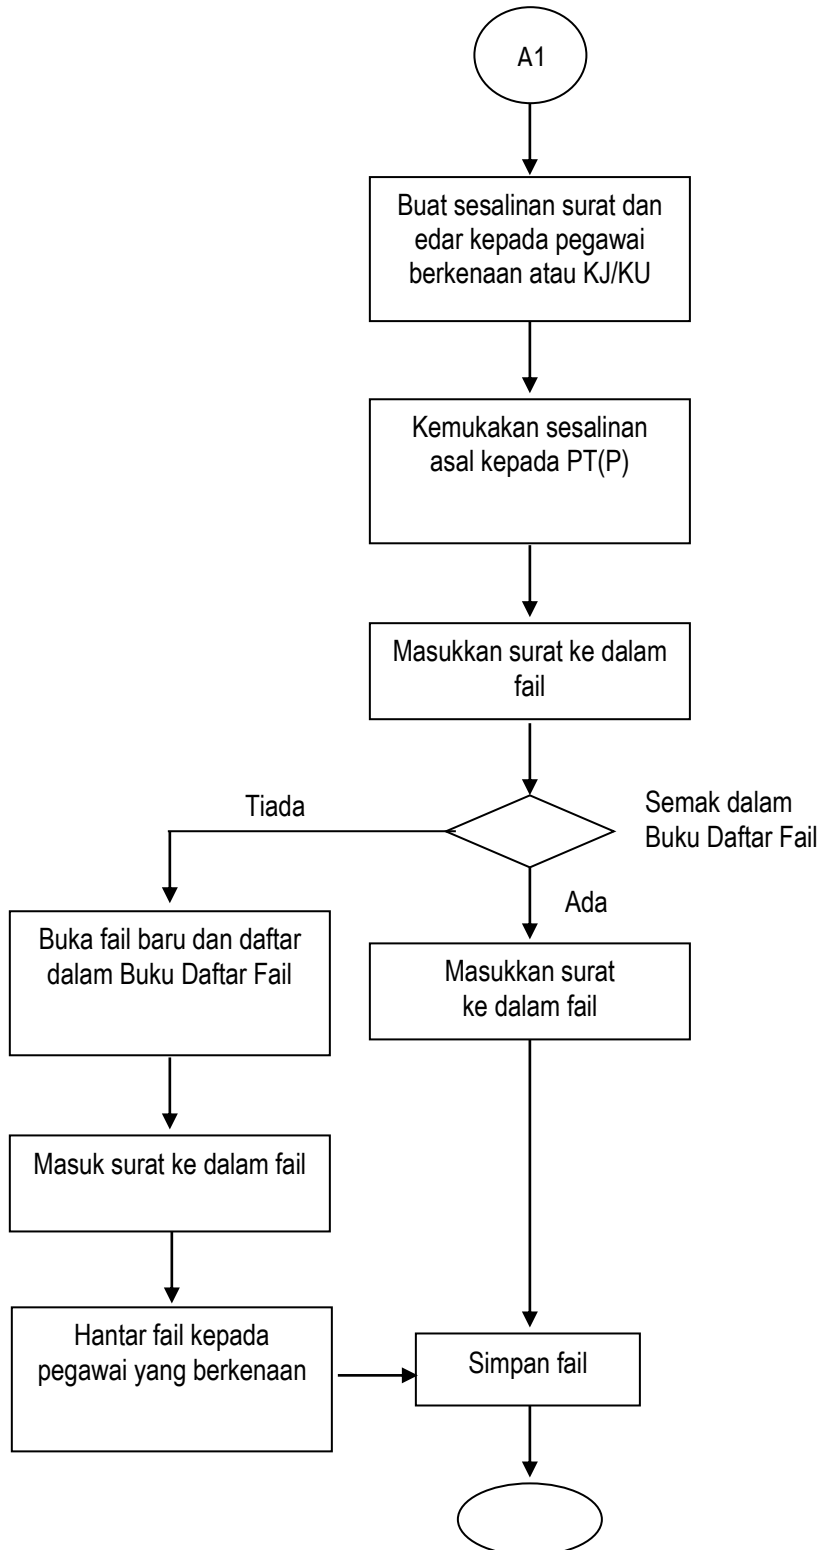 A1
Buat sesalinan surat dan
edar kepada pegawai
berkenaan atau KJ/KU
Kemukakan sesalinan
asal kepada PT(P)
Masukkan surat ke dalam
fail
Tiada
Semak dalam
Buku Daftar Fail
Ada
Buka fail baru dan daftar
dalam Buku Daftar Fail
Masukkan surat
ke dalam fail
Masuk surat ke dalam fail
Hantar fail kepada
pegawai yang berkenaan
Simpan fail